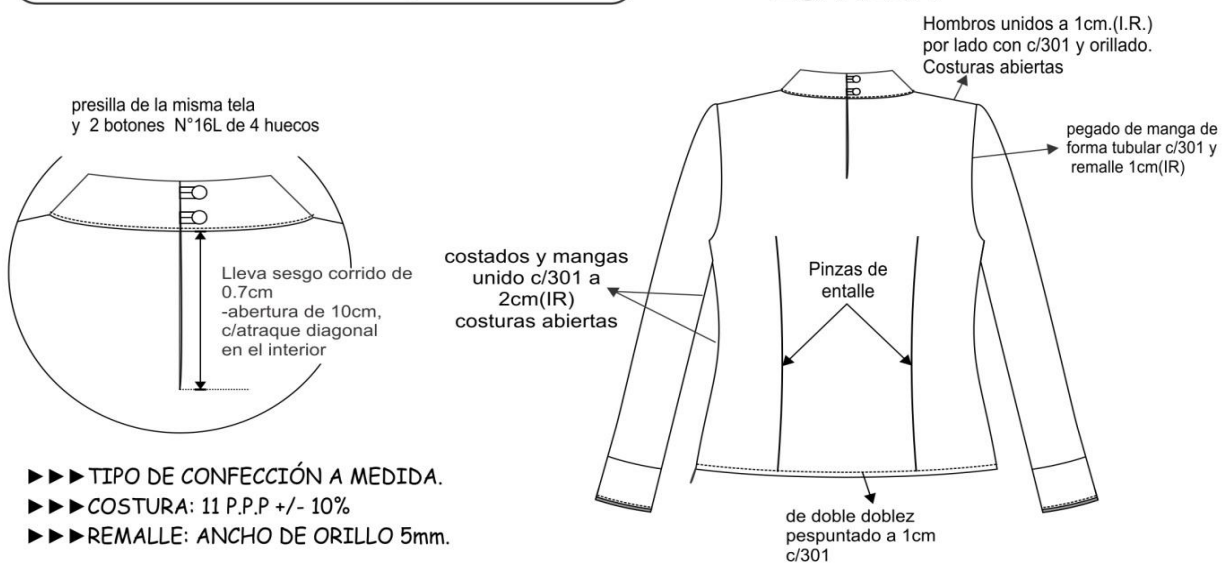 Hombros unidos a 1cm.(I.R.)
por lado con c/301 y orillado.
Costuras abiertas
presilla de la misma tela
y 2 botones N°16L de 4 huecos
pegado de manga de
forma tubular c/301 y
remalle 1cm(IR)
Lleva sesgo corrido de
0.7cm
-abertura de 10cm,
c/atraque diagonal
en el interior
costados y mangas
unido c/301 a
2cm(IR)
costuras abiertas
Pinzas de
entalle
►►►TIPO DE CONFECCIÓN A MEDIDA.
►►►COSTURA: 11 P.P.P +/- 10%
►►►REMALLE: ANCHO DE ORILLO 5mm.
de doble doblez
pespuntado a 1cm
c/301